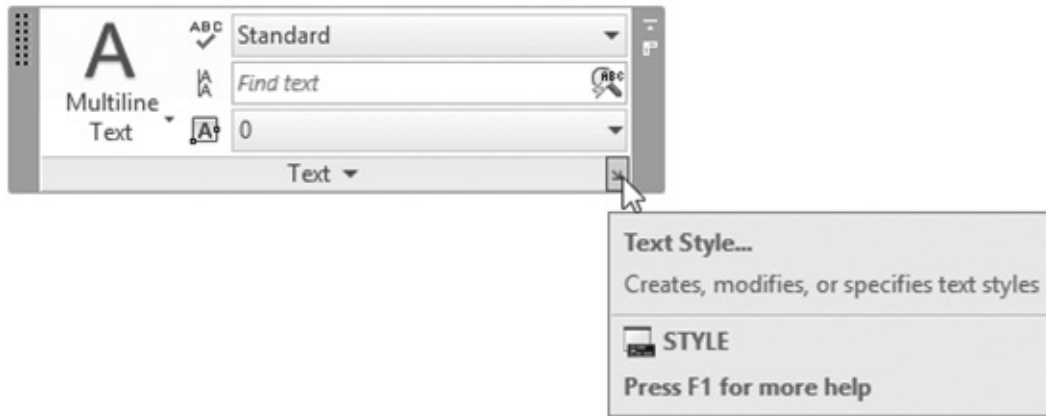 A
Multiline
Text
ABC
Standard
A
A
Find text
ABC
A
0
Text
Text Style...
Creates, modifies, or specifies text styles
STYLE
Press F1 for more help